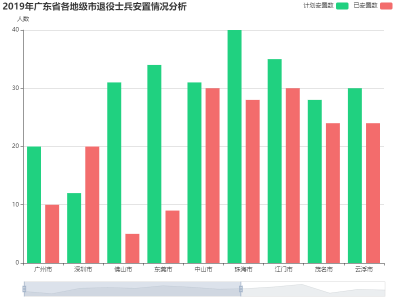 2019年广东省各地级市退役士兵安置情况分析
计划安置数 已安置数
人数
40
30
20
10
0
广州市 深圳市 佛山市 东莞市 中山市 珠海市 江门市 茂名市 云浮市